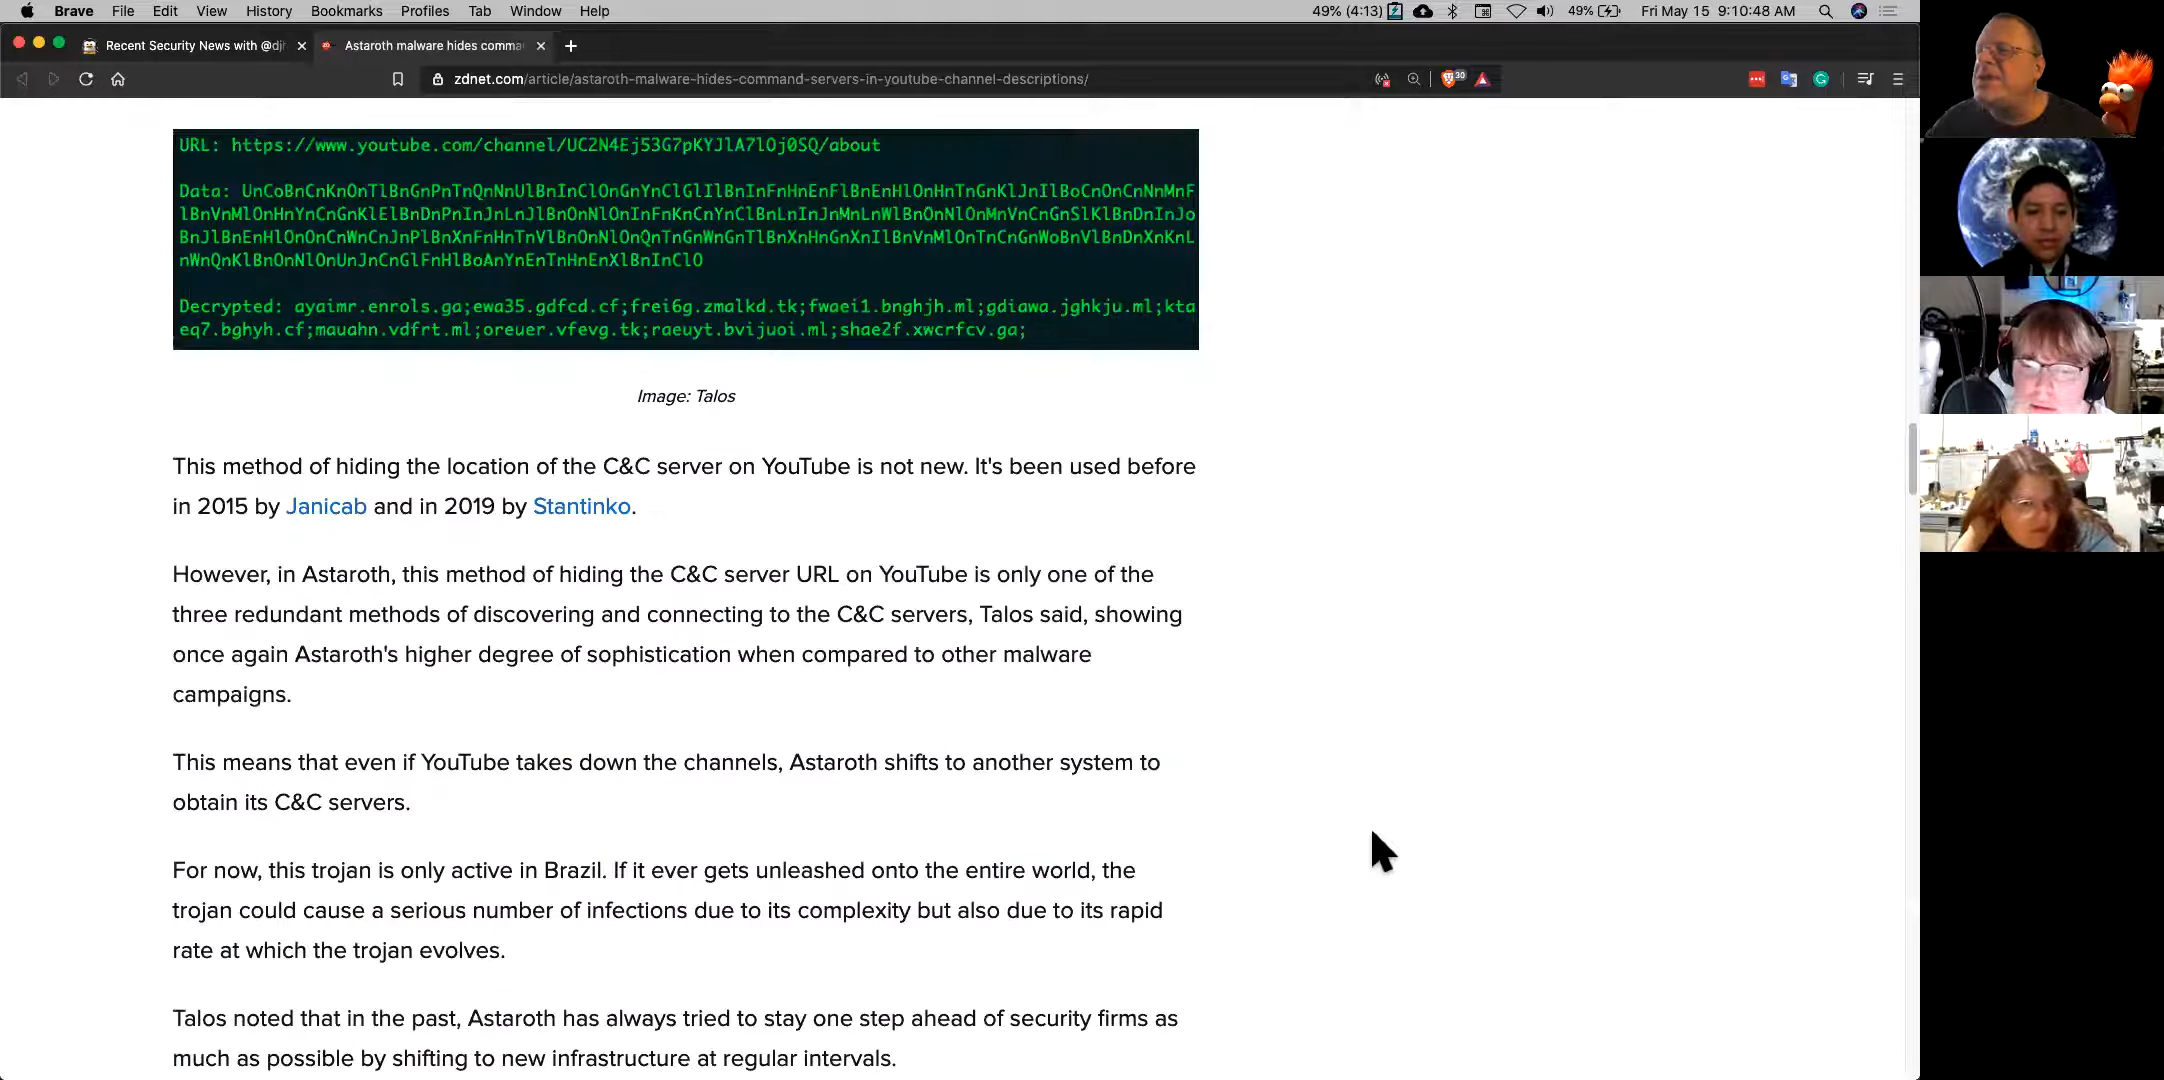 Brave File Edit View History Bookmarks Profiles Tab Window Help 49% (4:13) 49% Fri May 15 9:10:48 AM
Recent Security News with @dj
Astaroth malware hides comma
zdnet.com/article/astaroth-malware-hides-command-servers-in-youtube-channel-descriptions/
30
URL: https://www.youtube.com/channel/UC2N4Ej53G7pKYJlA7lOj0SQ/about
Data: UnCoBnCnKnOnTlBnGnPnTnQnNnUlBnInClOnGnYnClGlIlBnInFnHnEnFlBnEnHlOnHnTnGnKlJnIlBoCnOnCnNnMnF
lBnVnMlOnHnYnCnGnKlElBnDnPnInJnLnJlBnOnNlOnInFnKnCnYnClBnLnInJnMnLnWlBnOnNlOnMnVnCnGnSlKlBnDnInJo
BnJlBnEnHlOnOnCnWnCnJnPlBnXnFnHnTnVlBnOnNlOnQnTnGnWnGnTlBnXnHnGnXnIlBnVnMlOnTnCnGnWoBnVlBnDnXnKnL
nWnQnKlBnOnNlOnUnJnCnGlFnHlBoAnYnEnTnHnEnXlBnInClO
Decrypted: ayaimr.enrols.ga;ewa35.gdfcd.cf;frei6g.zmalkd.tk;fwaei1.bnghjh.ml;gdiawa.jghkju.ml;kta
eq7.bghyh.cf;mauahn.vdfrt.ml;oreuer.vfevg.tk;raeuyt.bvijuoi.ml;shae2f.xwcrfcv.ga;
Image: Talos
This method of hiding the location of the C&C server on YouTube is not new. It's been used before
in 2015 by Janicab and in 2019 by Stantinko.
However, in Astaroth, this method of hiding the C&C server URL on YouTube is only one of the
three redundant methods of discovering and connecting to the C&C servers, Talos said, showing
once again Astaroth's higher degree of sophistication when compared to other malware
campaigns.
This means that even if YouTube takes down the channels, Astaroth shifts to another system to
obtain its C&C servers.
For now, this trojan is only active in Brazil. If it ever gets unleashed onto the entire world, the
trojan could cause a serious number of infections due to its complexity but also due to its rapid
rate at which the trojan evolves.
Talos noted that in the past, Astaroth has always tried to stay one step ahead of security firms as
much as possible by shifting to new infrastructure at regular intervals.